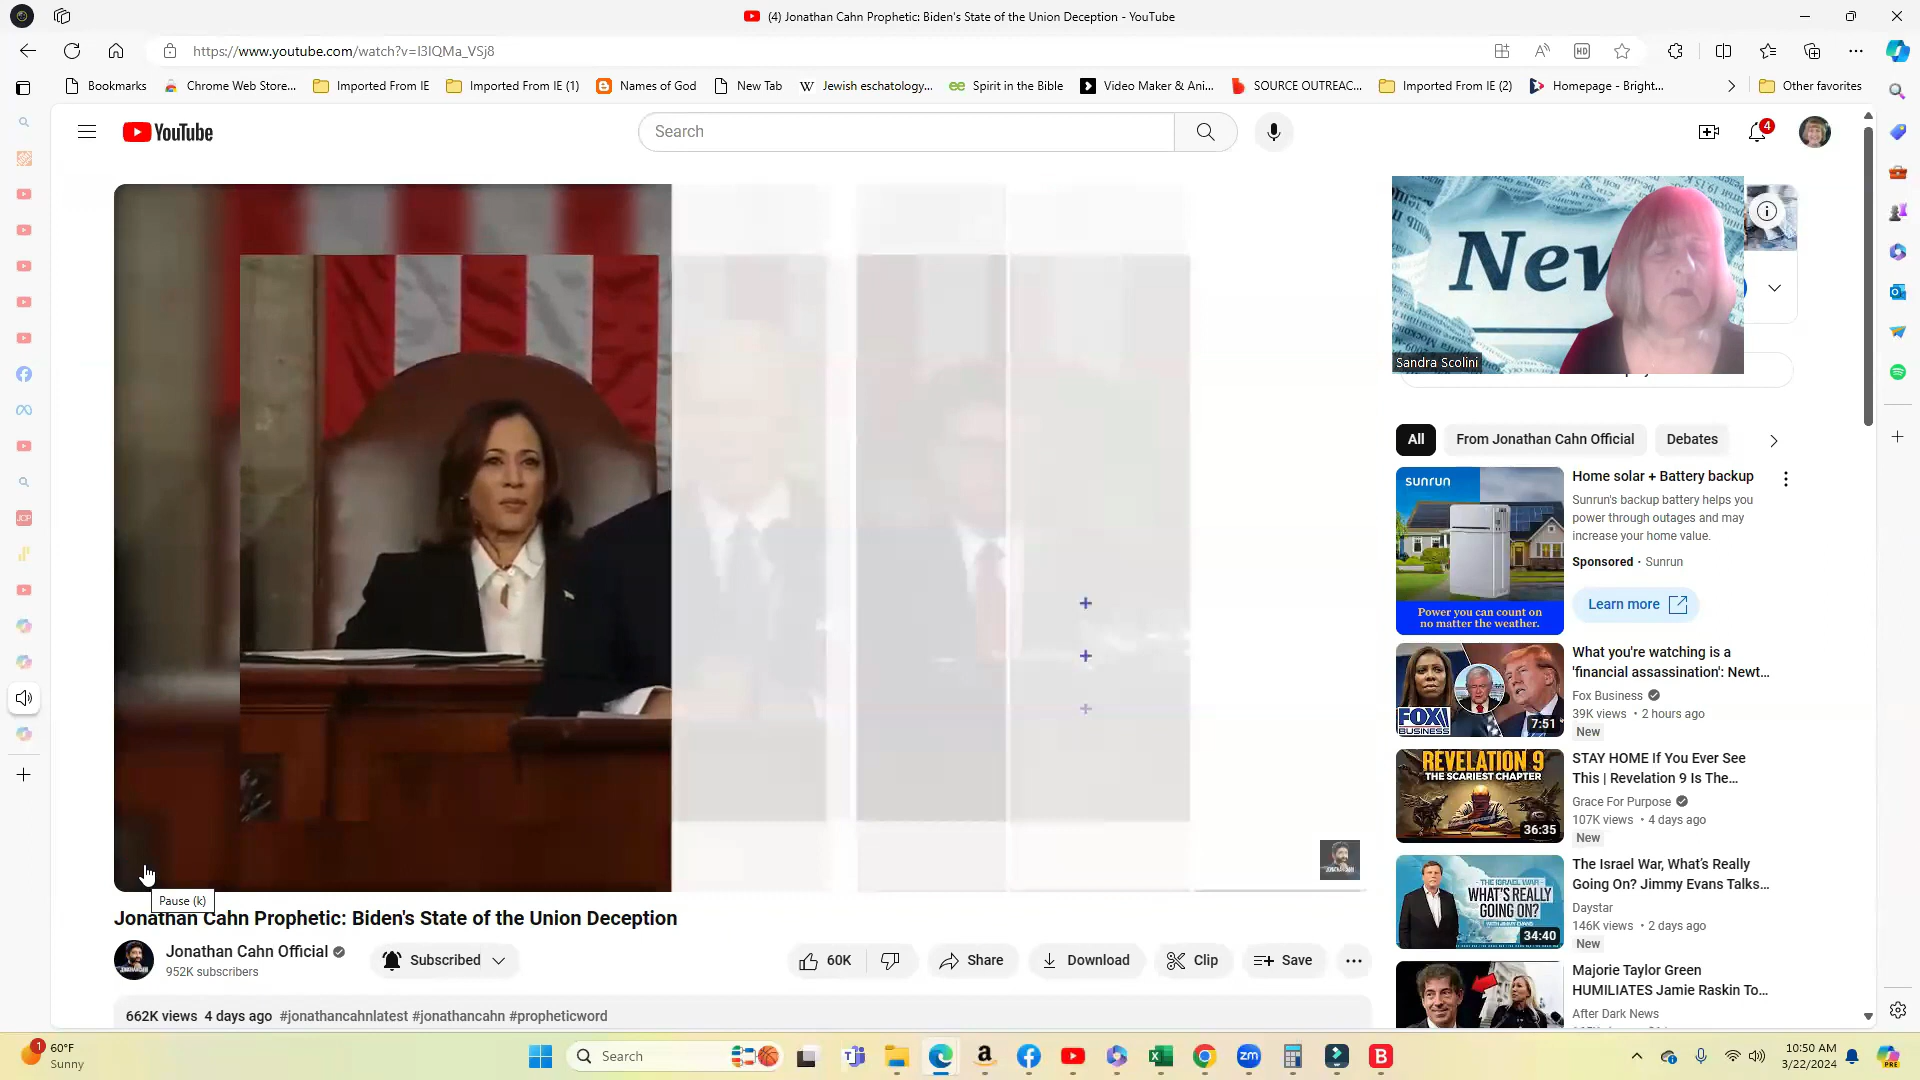 (4) Jonathan Cahn Prophetic: Biden's State of the Union Deception - YouTube
https://www.youtube.com/watch?v=I3IQMa_VSj8
HD
Bookmarks
Chrome Web Store...
Imported From IE
Imported From IE (1)
Names of God
New Tab
Jewish eschatology...
Spirit in the Bible
Video Maker & Ani...
SOURCE OUTREAC...
Imported From IE (2)
Homepage - Bright...
Other favorites
YouTube
Search
4
New
Sandra Scolini
All
From Jonathan Cahn Official
Debates
sunrun
Power you can count on
no matter the weather.
Home solar + Battery backup
Sunrun's backup battery helps you
power through outages and may
increase your home value.
Sponsored · Sunrun
Learn more
FOX
BUSINESS
7:51
What you're watching is a
'financial assassination': Newt...
Fox Business
39K views • 2 hours ago
New
REVELATION 9
THE SCARIEST CHAPTER
36:35
STAY HOME If You Ever See
This | Revelation 9 Is The...
Grace For Purpose
107K views • 4 days ago
New
- THE ISRAEL WAR -
WHAT'S REALLY
GOING ON?
34:40
The Israel War, What's Really
Going On? Jimmy Evans Talks...
Daystar
146K views • 2 days ago
New
Majorie Taylor Green
HUMILIATES Jamie Raskin To...
After Dark News
Pause (k)
Jonathan Cahn Prophetic: Biden's State of the Union Deception
Jonathan Cahn Official
952K subscribers
Subscribed
60K
Share
Download
Clip
Save
662K views 4 days ago #jonathancahnlatest #jonathancahn #propheticword
1
60°F
Sunny
Search
zm
B
10:50 AM
3/22/2024
PRE
JCP